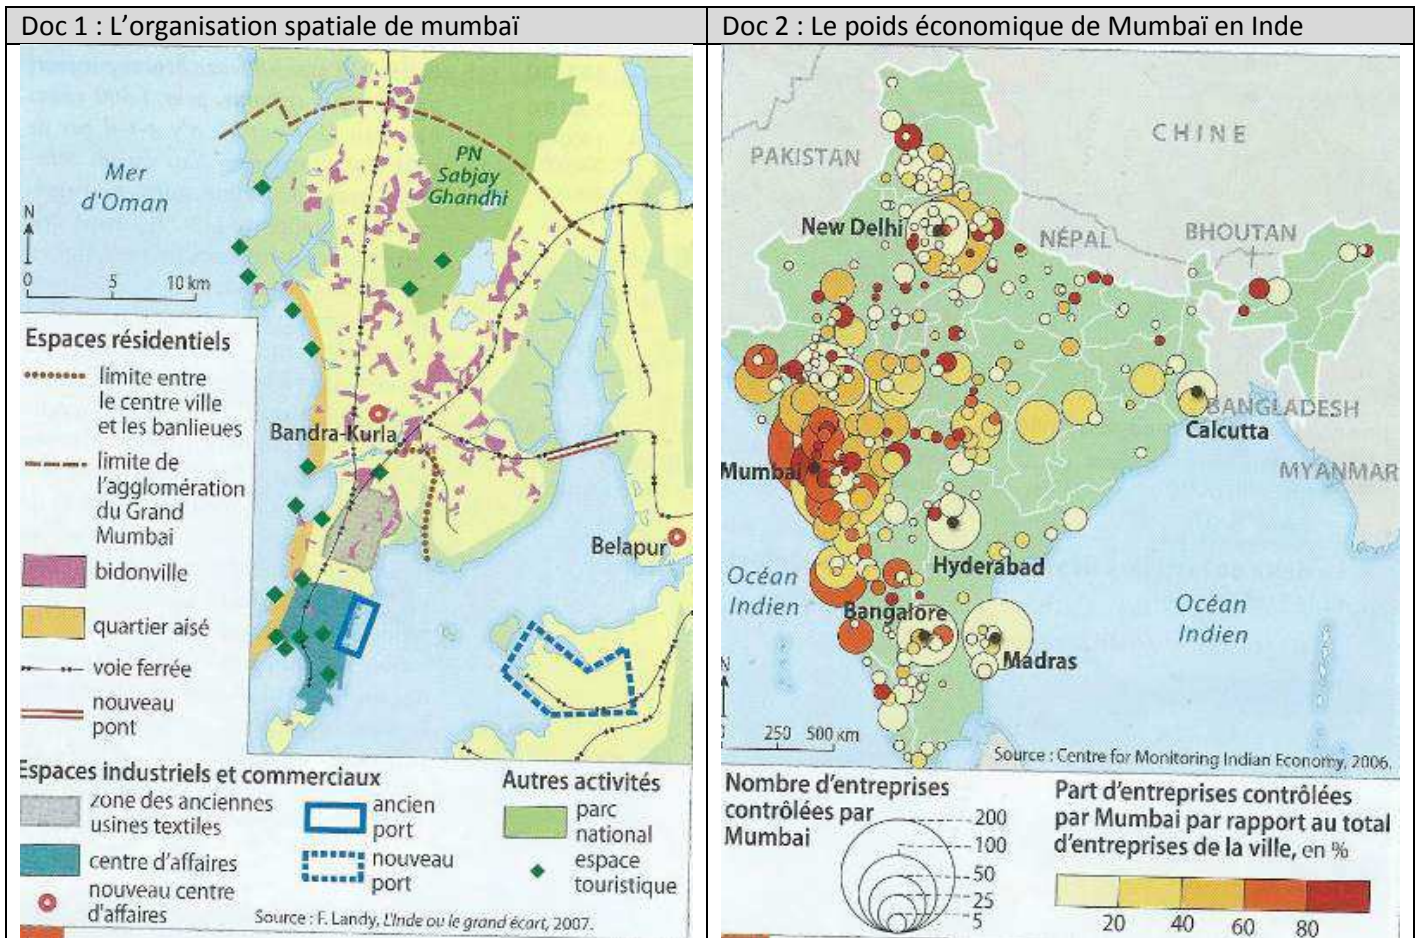 Doc 1 : L'organisation spatiale de mumbaï
Mer
d'Oman
N
0 5 10 km
PN
Sabjay
Ghandhi
Bandra-Kurla
Belapur
Espaces résidentiels
limite entre
le centre ville
et les banlieues
limite de
l'agglomération
du Grand
Mumbai
bidonville
quartier aisé
voie ferrée
nouveau
pont
Espaces industriels et commerciaux
zone des anciennes
usines textiles
centre d'affaires
nouveau centre
d'affaires
ancien
port
nouveau
port
Autres activités
parc
national
espace
touristique
Source : F. Landy, L'Inde ou le grand écart, 2007.
Doc 2 : Le poids économique de Mumbaï en Inde
CHINE
PAKISTAN
New Delhi
NÉPAL
BHOUTAN
BANGLADESH
Calcutta
MYANMAR
Mumbai
Hyderabad
Océan
Indien
Bangalore
Océan
Indien
Madras
N
250 500 km
Source : Centre for Monitoring Indian Economy, 2006.
Nombre d'entreprises
contrôlées par
Mumbai
200
100
50
25
5
Part d'entreprises contrôlées
par Mumbai par rapport au total
d'entreprises de la ville, en %
20 40 60 80